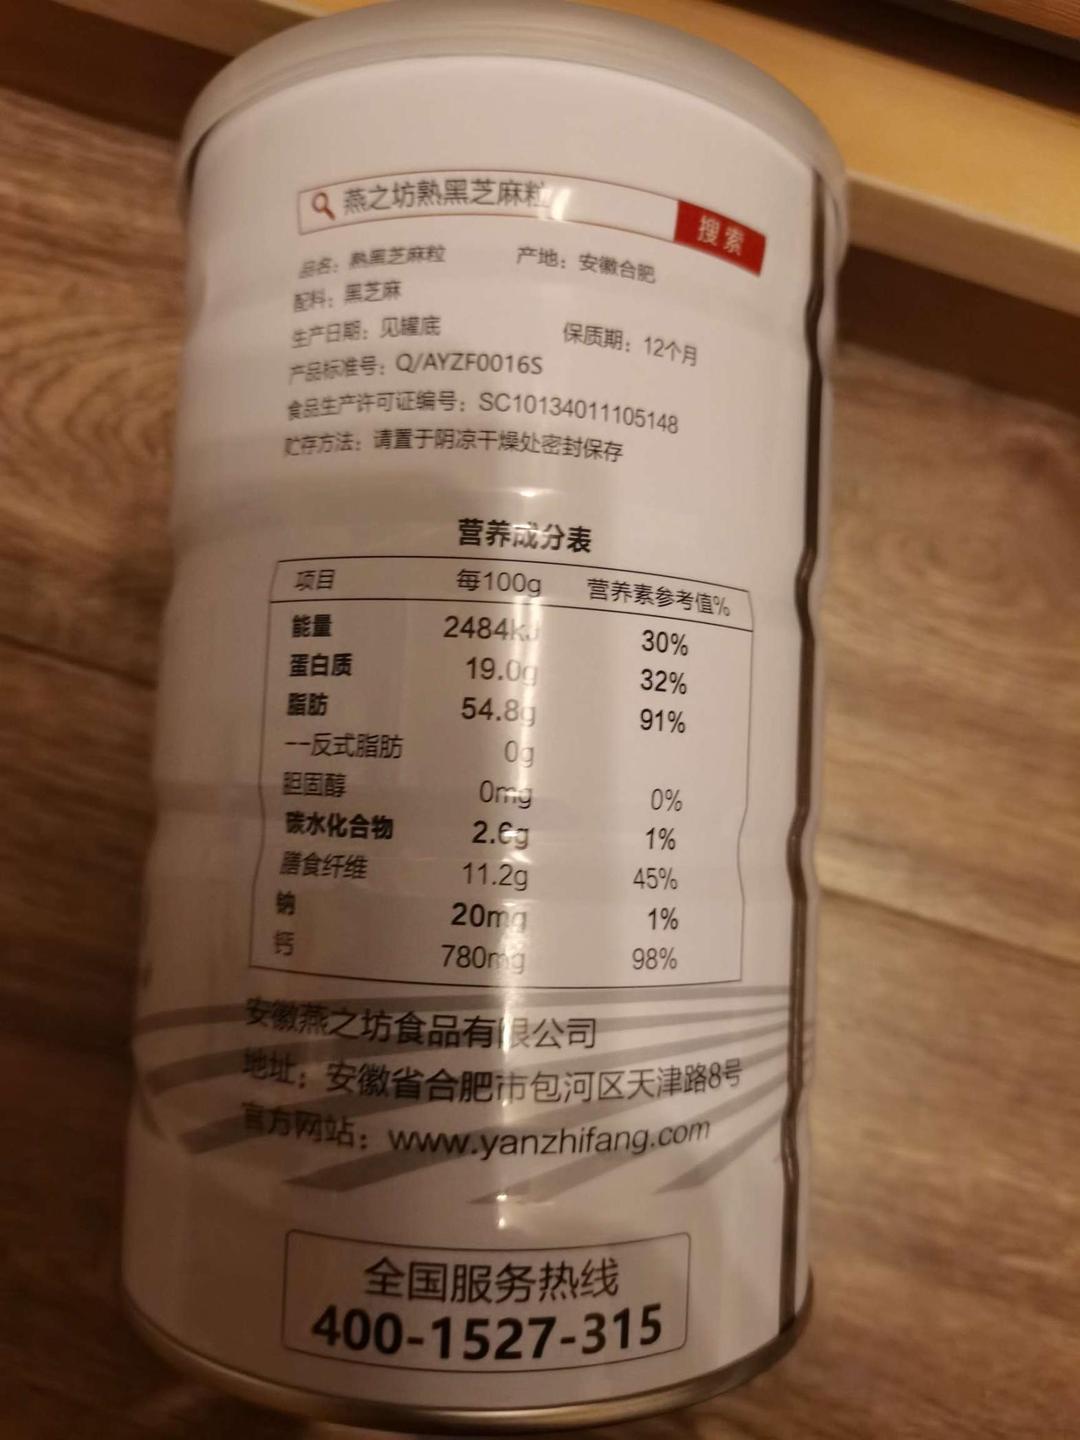 燕之坊熟黑芝麻粒 搜索
品名：熟黑芝麻粒 产地：安徽合肥
配料：黑芝麻
生产日期：见罐底 保质期：12个月
产品标准号：Q/AYZF0016S
食品生产许可证编号：SC10134011105148
贮存方法：请置于阴凉干燥处密封保存
营养成分表
项目 每100g 营养素参考值%
能量 2484kJ 30%
蛋白质 19.0g 32%
脂肪 54.8g 91%
--反式脂肪 0g
胆固醇 0mg 0%
碳水化合物 2.6g 1%
膳食纤维 11.2g 45%
钠 20mg 1%
钙 780mg 98%
安徽燕之坊食品有限公司
地址：安徽省合肥市包河区天津路8号
官方网站：www.yanzhifang.com
全国服务热线
400-1527-315